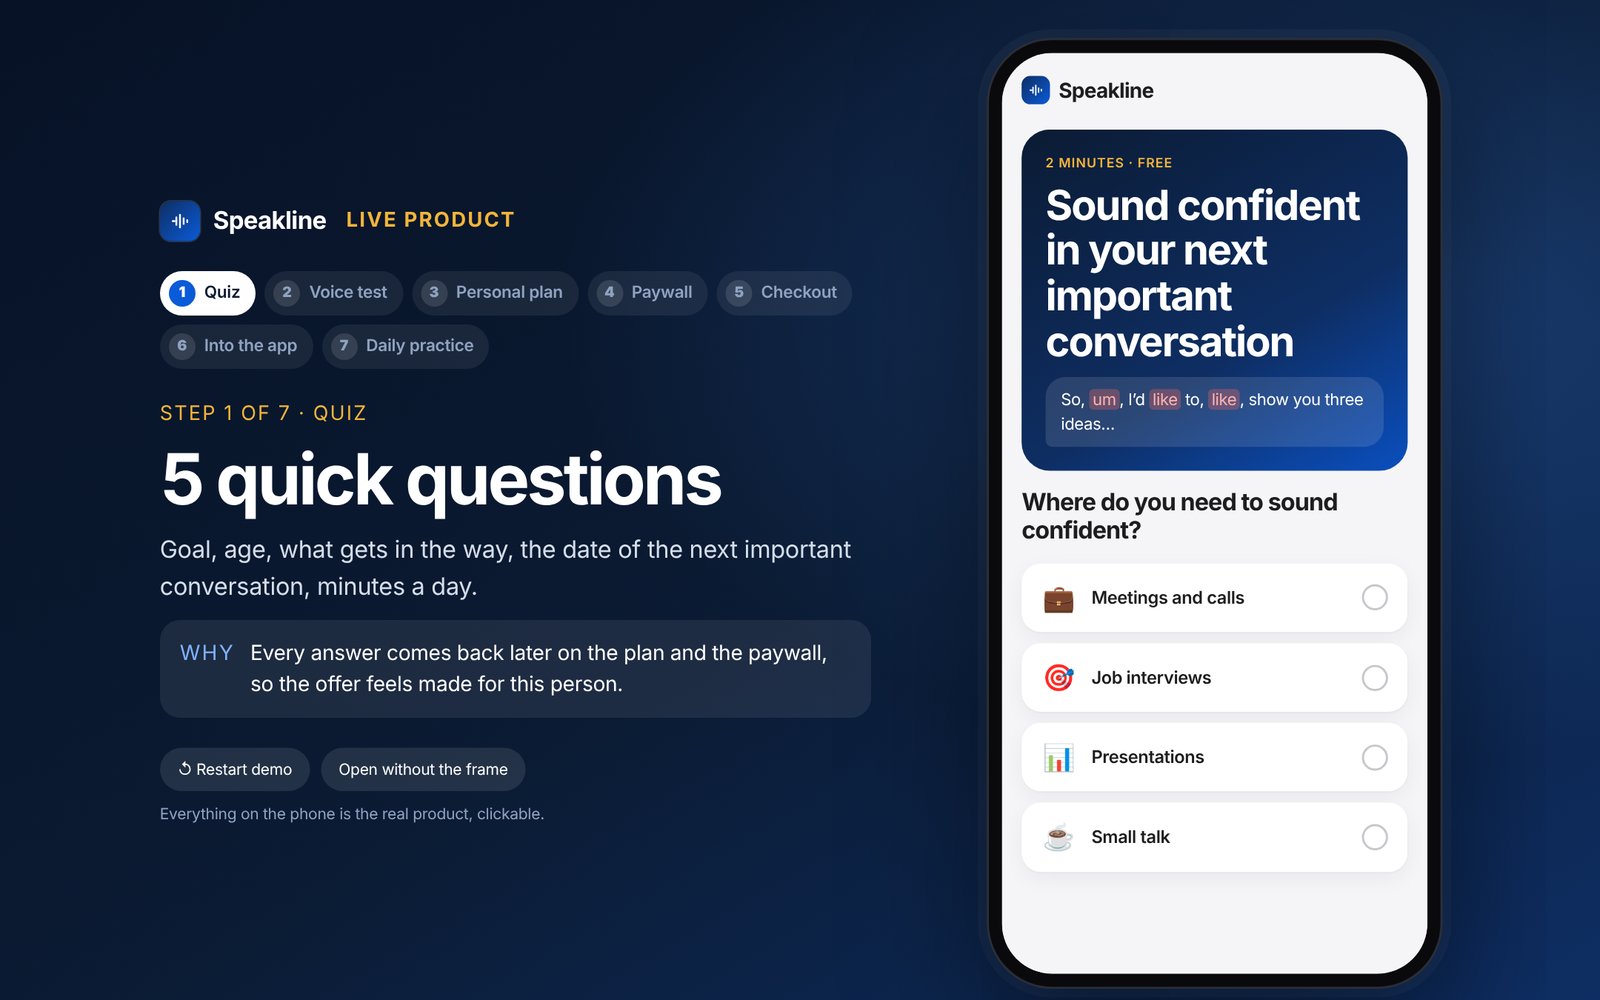 Speakline LIVE PRODUCT
1 Quiz 2 Voice test 3 Personal plan 4 Paywall 5 Checkout
6 Into the app 7 Daily practice
STEP 1 OF 7 · QUIZ
5 quick questions
Goal, age, what gets in the way, the date of the next important
conversation, minutes a day.
WHY Every answer comes back later on the plan and the paywall,
so the offer feels made for this person.
↺ Restart demo Open without the frame
Everything on the phone is the real product, clickable.
Speakline
2 MINUTES · FREE
Sound confident
in your next
important
conversation
So, um, I’d like to, like, show you three
ideas…
Where do you need to sound
confident?
Meetings and calls
Job interviews
Presentations
Small talk